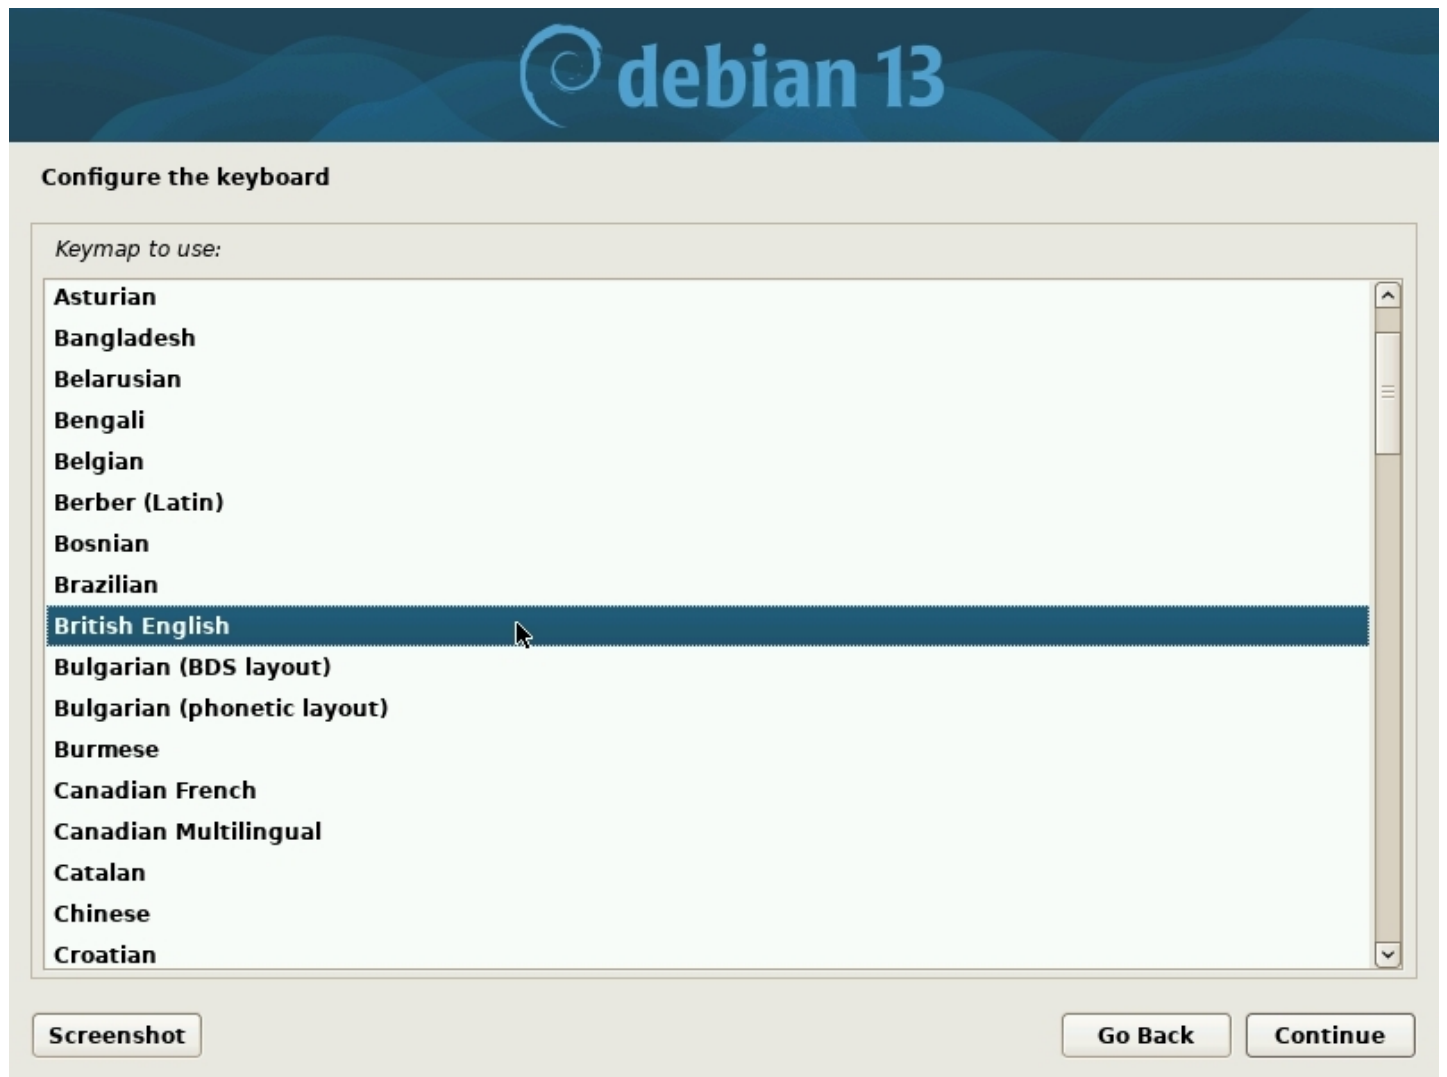 debian 13
Configure the keyboard
Keymap to use:
Asturian
Bangladesh
Belarusian
Bengali
Belgian
Berber (Latin)
Bosnian
Brazilian
British English
Bulgarian (BDS layout)
Bulgarian (phonetic layout)
Burmese
Canadian French
Canadian Multilingual
Catalan
Chinese
Croatian
Screenshot
Go Back
Continue